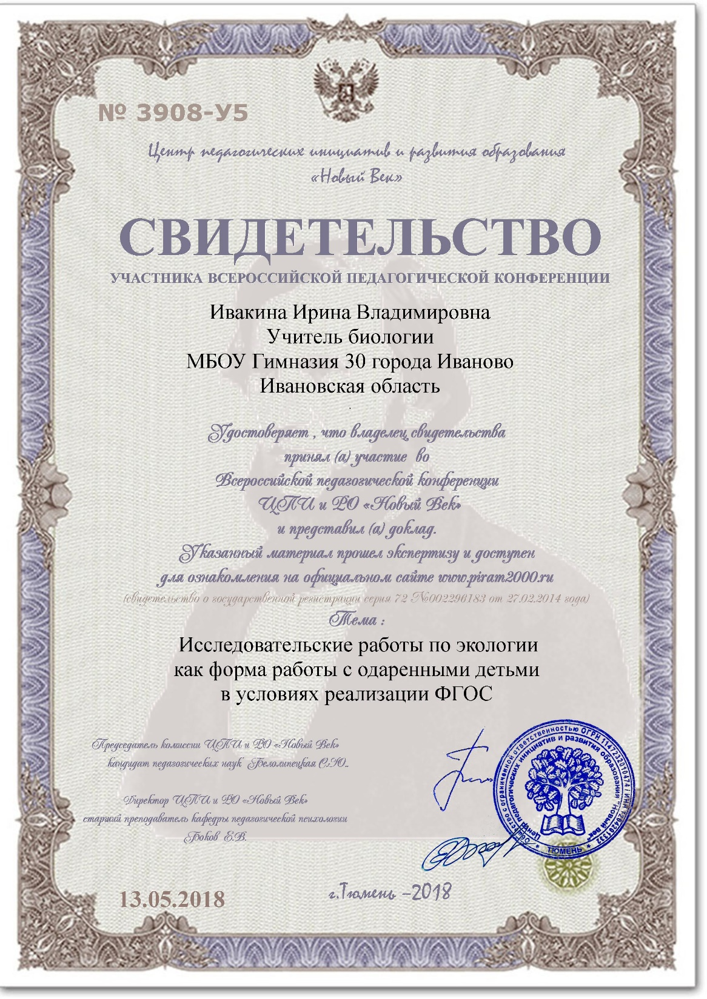 № 3908-У5
Центр педагогических инициатив и развития образования
«Новый Век»
СВИДЕТЕЛЬСТВО
УЧАСТНИКА ВСЕРОССИЙСКОЙ ПЕДАГОГИЧЕСКОЙ КОНФЕРЕНЦИИ
Ивакина Ирина Владимировна
Учитель биологии
МБОУ Гимназия 30 города Иваново
Ивановская область
.
Удостоверяет , что владелец свидетельства
принял (а) участие во
Всероссийской педагогической конференции
ЦПИ и РО «Новый Век»
и представил (а) доклад.
Указанный материал прошел экспертизу и доступен
для ознакомления на официальном сайте www.piram2000.ru
(свидетельство о государственной регистрации серия 72 №002296183 от 27.02.2014 года)
Тема :
Исследовательские работы по экологии
как форма работы с одаренными детьми
в условиях реализации ФГОС
Председатель комиссии ЦПИ и РО «Новый Век»
кандидат педагогических наук Белолипецкая С.Ю..
Директор ЦПИ и РО «Новый Век»
старший преподаватель кафедры педагогической психологии
Боков Е.В.
Общество с ограниченной ответственностью ОГРН 1147232010474 ИНН 7204201332
Центр педагогических инициатив и развития образования "Новый век"
* ТЮМЕНЬ *
13.05.2018
г.Тюмень -2018